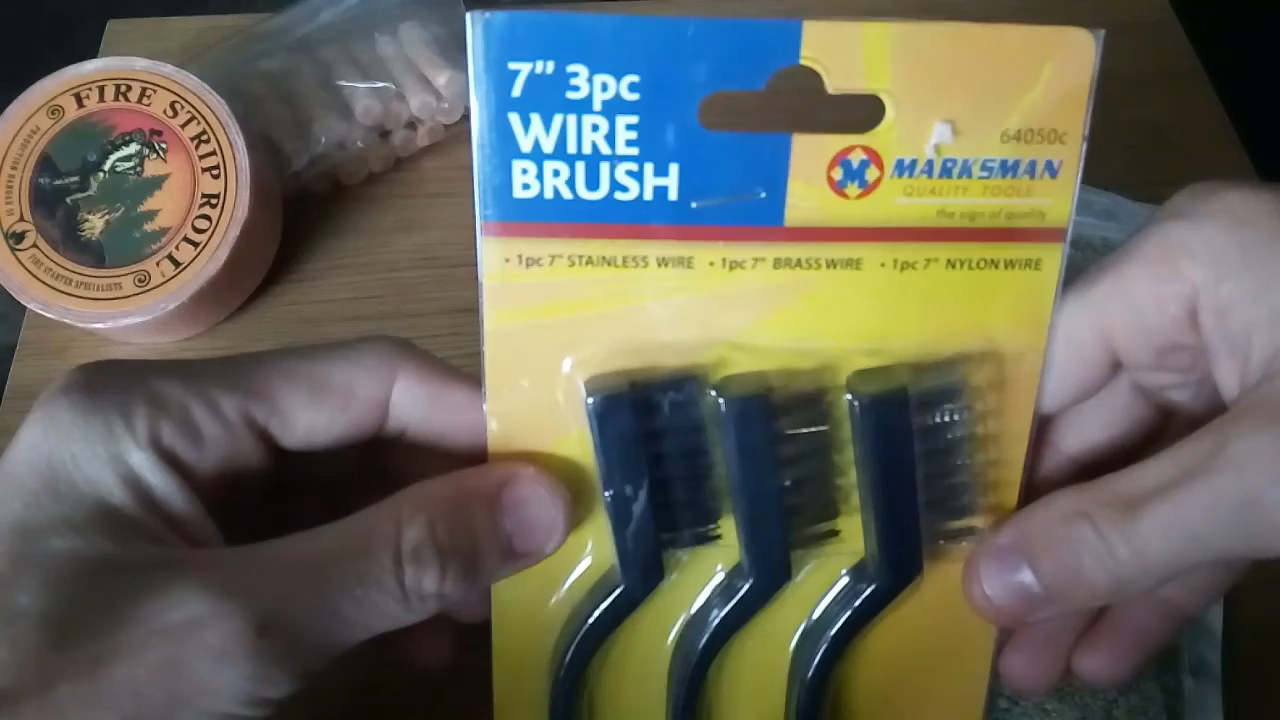 FIRE STRIP ROLL
FIRE STARTER SPECIALISTS
7" 3pc
WIRE
BRUSH
64050c
M MARKSMAN
QUALITY TOOLS
the sign of quality
• 1pc 7" STAINLESS WIRE • 1pc 7" BRASS WIRE • 1pc 7" NYLON WIRE